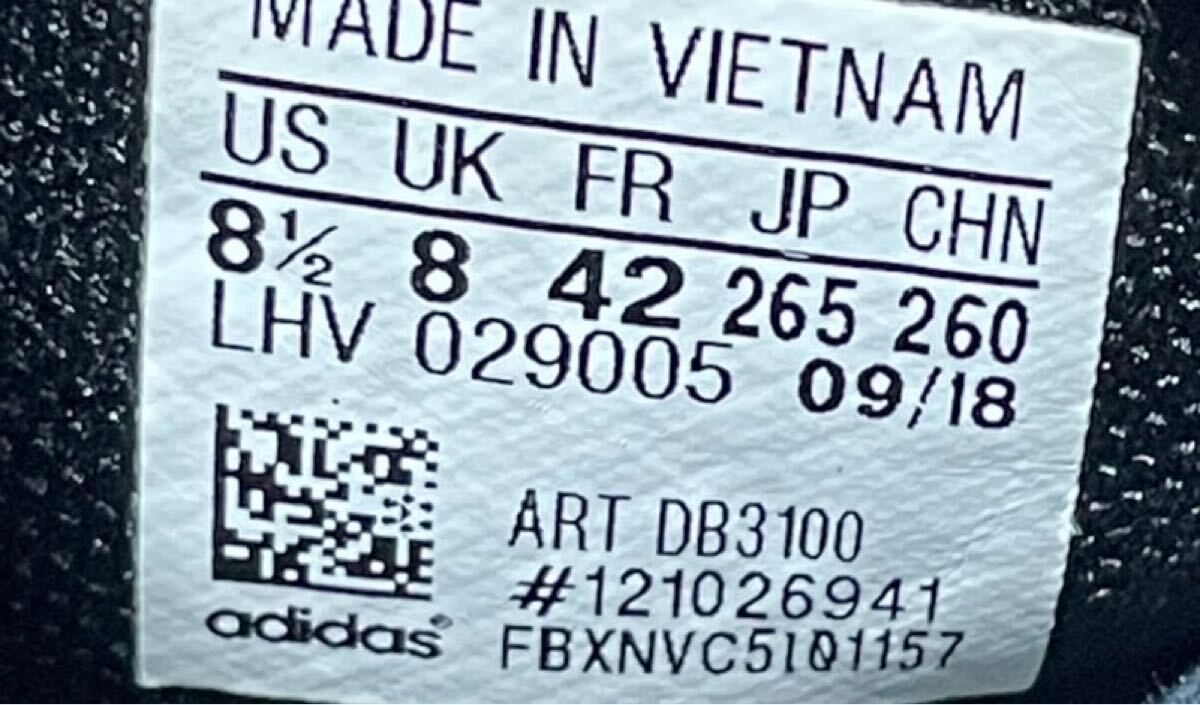 MADE IN VIETNAM
US UK FR JP CHN
8½ 8 42 265 260
LHV 029005 09/18
ART DB3100
#121026941
adidas®